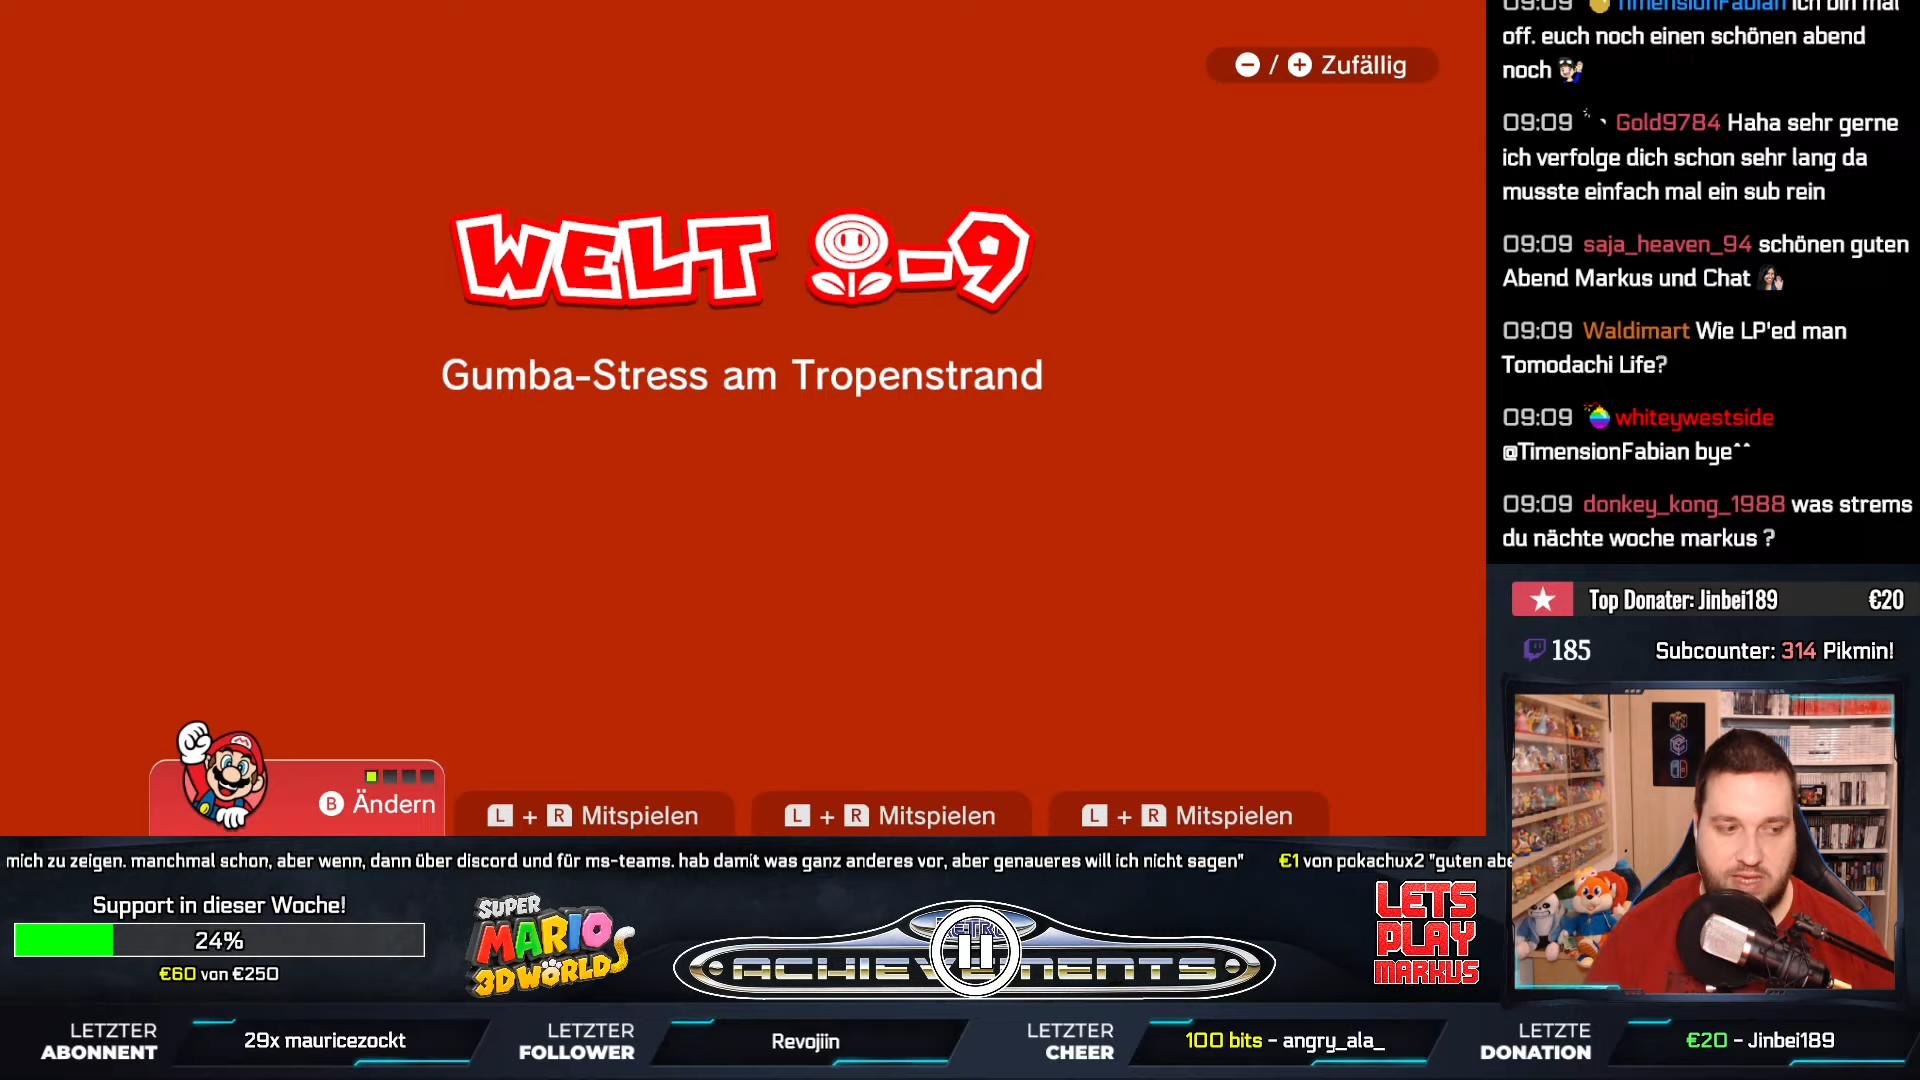 − / + Zufällig
WELT -9
Gumba-Stress am Tropenstrand
B Ändern
L + R Mitspielen
L + R Mitspielen
L + R Mitspielen
09:09 TimensionFabian ich bin mal
off. euch noch einen schönen abend
noch
09:09 Gold9784 Haha sehr gerne
ich verfolge dich schon sehr lang da
musste einfach mal ein sub rein
09:09 saja_heaven_94 schönen guten
Abend Markus und Chat
09:09 Waldimart Wie LP'ed man
Tomodachi Life?
09:09 whiteywestside
@TimensionFabian bye^^
09:09 donkey_kong_1988 was strems
du nächte woche markus ?
Top Donater: Jinbei189 €20
185 Subcounter: 314 Pikmin!
mich zu zeigen. manchmal schon, aber wenn, dann über discord und für ms-teams. hab damit was ganz anderes vor, aber genaueres will ich nicht sagen" €1 von pokachux2 "guten abe
Support in dieser Woche!
24%
€60 von €250
SUPER
MARIO
3D WORLD
RETRO
ACHIEVEMENTS
LETS
PLAY
MARKUS
LETZTER
ABONNENT
29x mauricezockt
LETZTER
FOLLOWER
Revojiin
LETZTER
CHEER
100 bits - angry_ala_
LETZTE
DONATION
€20 - Jinbei189